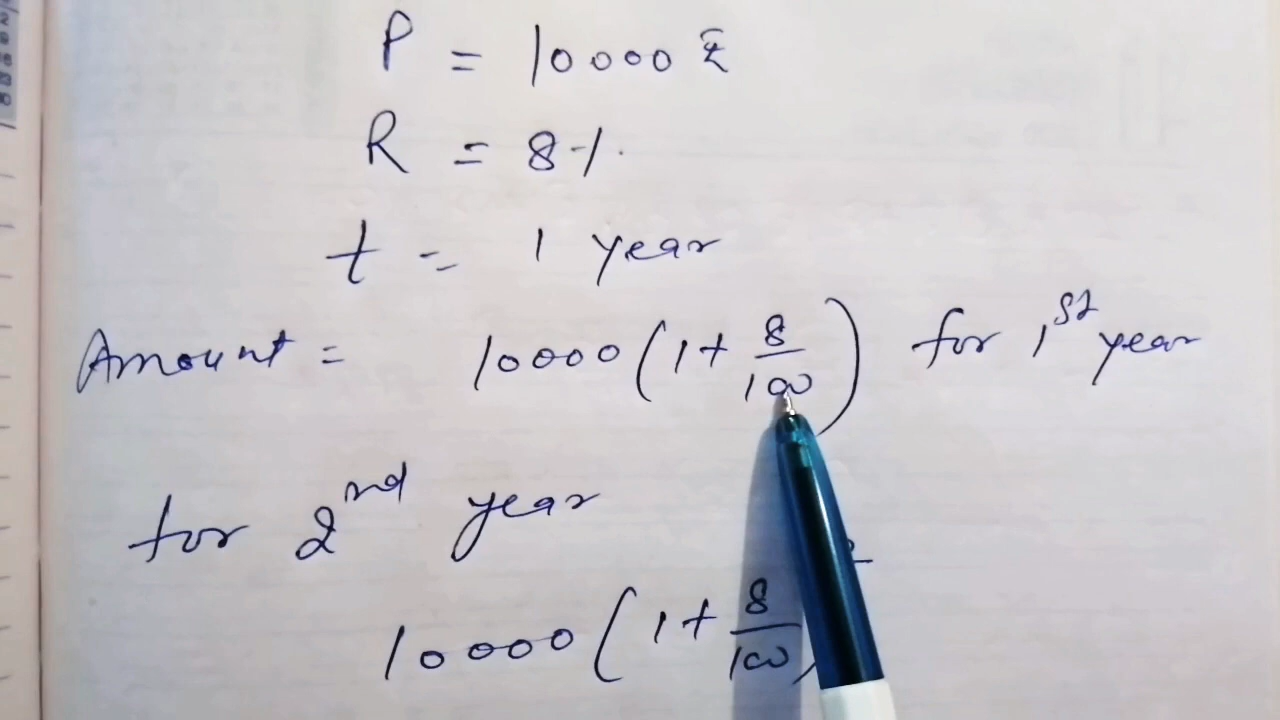 P = 10000 ₹
R = 8%
t = 1 year
Amount = 10000 (1 + 8/100) for 1st year
for 2nd year
10000 (1 + 8/100)